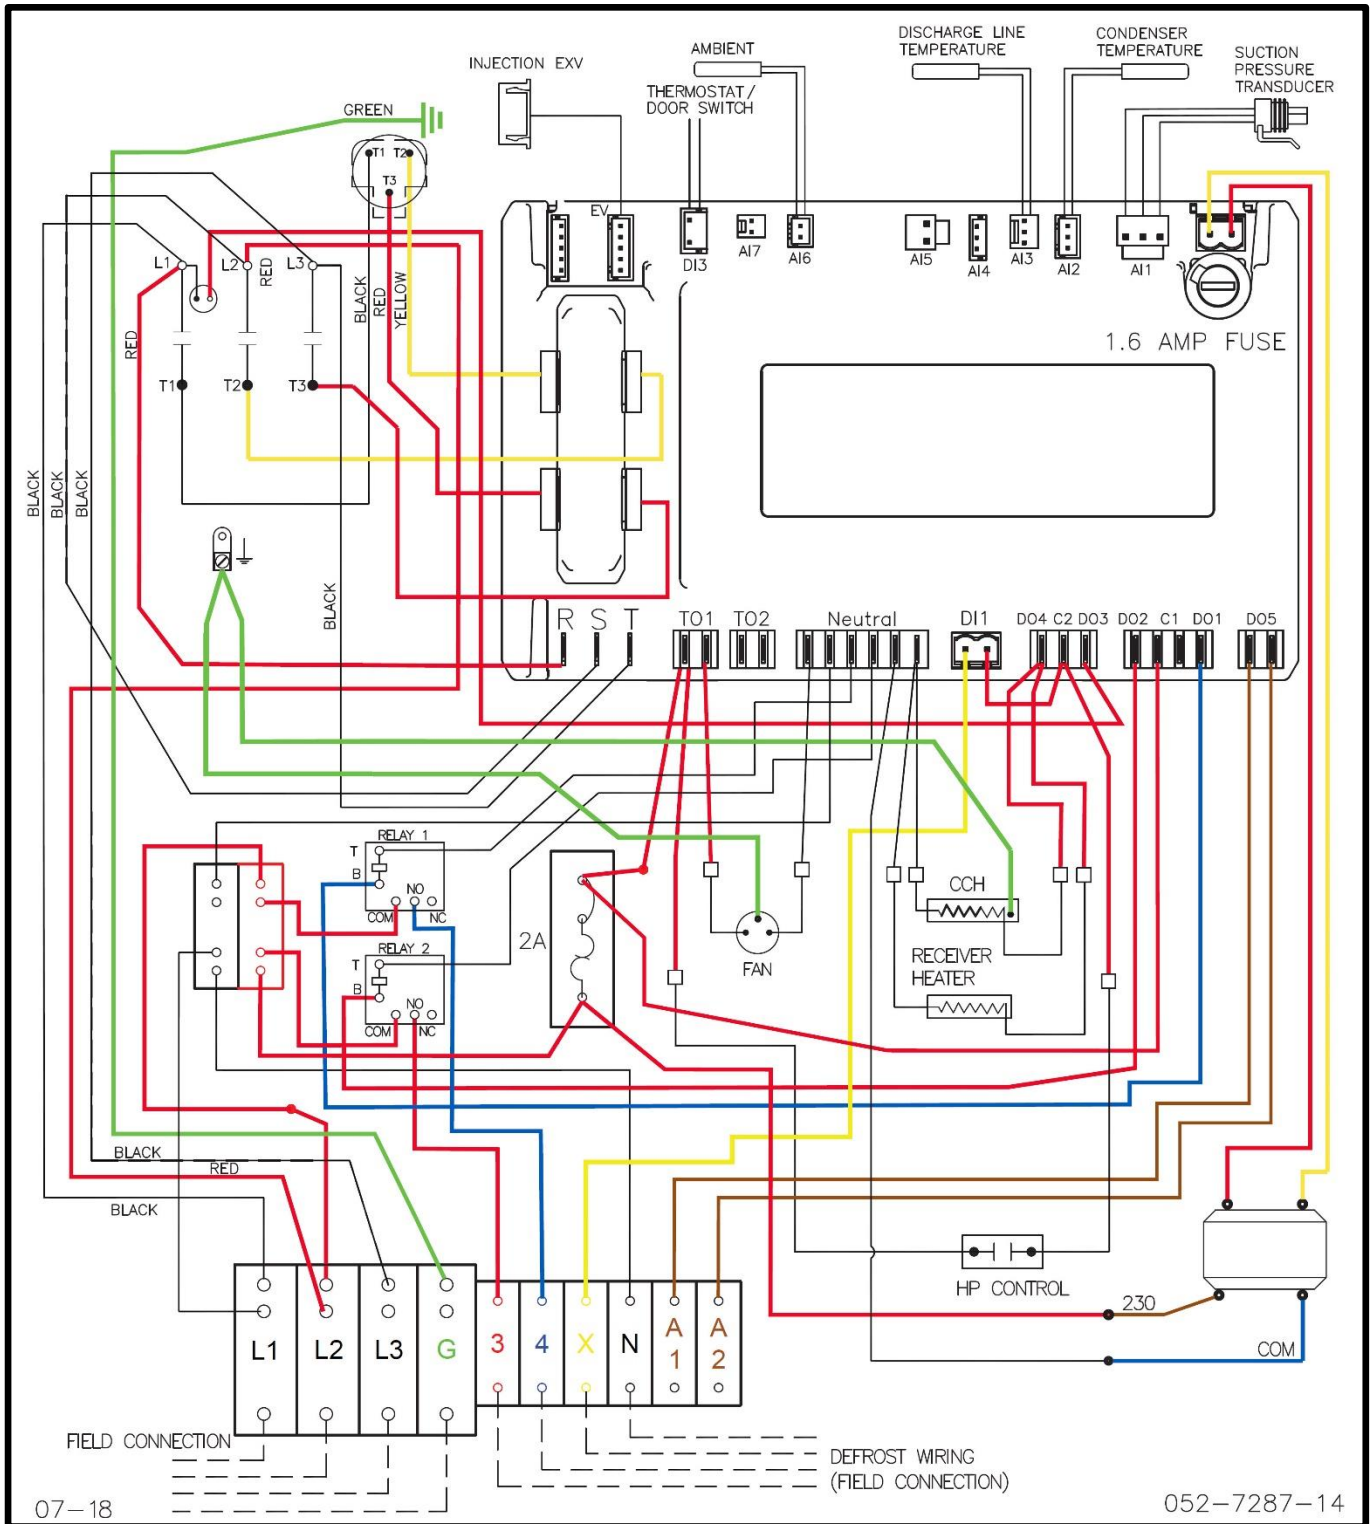 INJECTION EXV
AMBIENT
THERMOSTAT/
DOOR SWITCH
DISCHARGE LINE
TEMPERATURE
CONDENSER
TEMPERATURE
SUCTION
PRESSURE
TRANSDUCER
GREEN
T1 T2
T3
EV
DI3
AI7
AI6
AI5
AI4
AI3
AI2
AI1
L1
L2
L3
RED
RED
BLACK
RED
YELLOW
1.6 AMP FUSE
T1
T2
T3
BLACK
BLACK
BLACK
BLACK
R S T
TO1 TO2
Neutral
DI1
DO4 C2 DO3
DO2 C1 DO1
DO5
RELAY 1
T
B
NO
COM
NC
RELAY 2
T
B
NO
COM
NC
2A
FAN
CCH
RECEIVER
HEATER
BLACK
RED
BLACK
HP CONTROL
230
COM
L1
L2
L3
G
3
4
X
N
A
1
A
2
FIELD CONNECTION
DEFROST WIRING
(FIELD CONNECTION)
07-18
052-7287-14